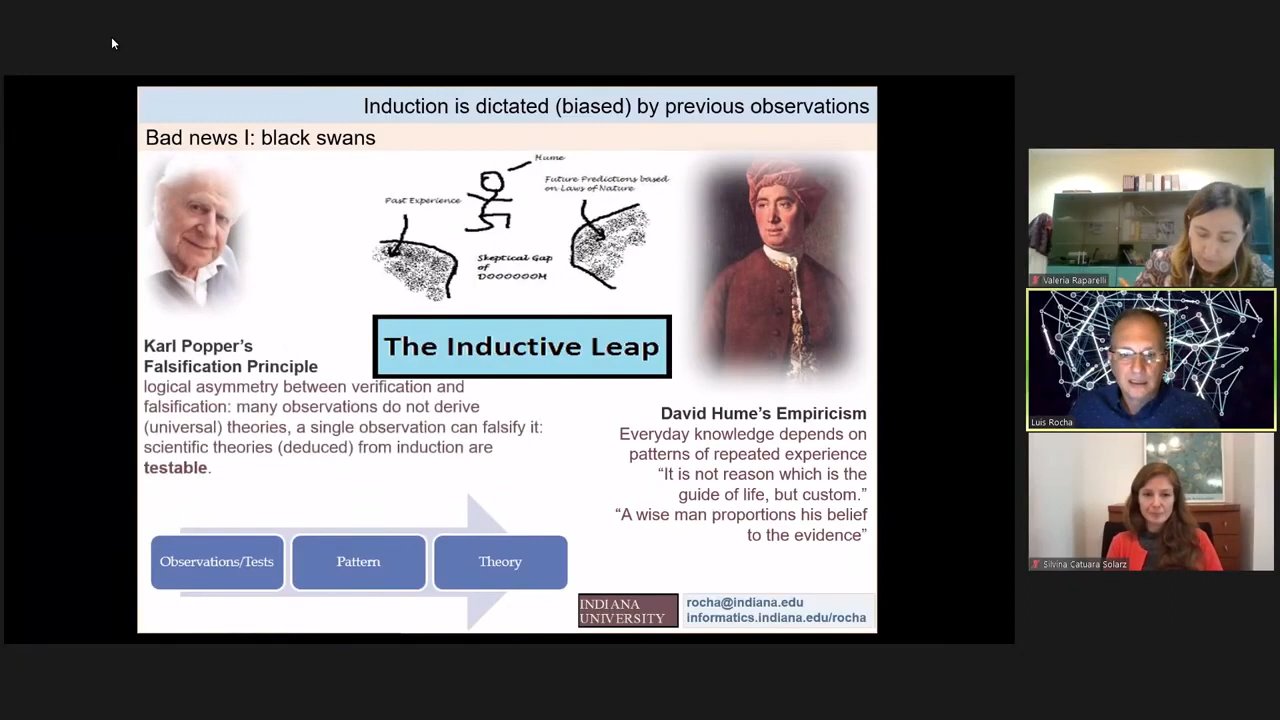 Induction is dictated (biased) by previous observations
Bad news I: black swans
Hume
Future Predictions based
on Laws of Nature
Past Experience
Skeptical Gap
of
DOOOOOOM
The Inductive Leap
Karl Popper's
Falsification Principle
logical asymmetry between verification and
falsification: many observations do not derive
(universal) theories, a single observation can falsify it:
scientific theories (deduced) from induction are
testable.
David Hume's Empiricism
Everyday knowledge depends on
patterns of repeated experience
“It is not reason which is the
guide of life, but custom.”
“A wise man proportions his belief
to the evidence”
Observations/Tests
Pattern
Theory
INDIANA
UNIVERSITY
rocha@indiana.edu
informatics.indiana.edu/rocha
Valeria Raparelli
Luis Rocha
Silvina Catuara Solarz